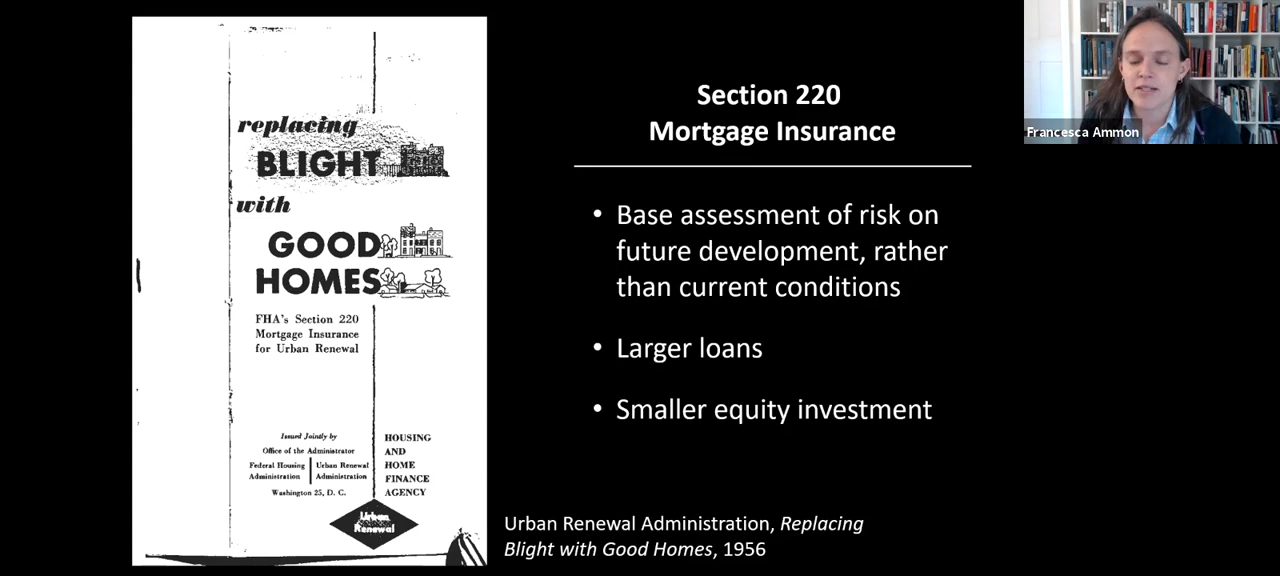 replacing
BLIGHT
with
GOOD
HOMES
FHA's Section 220
Mortgage Insurance
for Urban Renewal
Issued Jointly by
Office of the Administrator
Federal Housing
Administration
Urban Renewal
Administration
Washington 25, D. C.
HOUSING
AND
HOME
FINANCE
AGENCY
Urban
Renewal
Section 220
Mortgage Insurance
• Base assessment of risk on
future development, rather
than current conditions
• Larger loans
• Smaller equity investment
Urban Renewal Administration, Replacing
Blight with Good Homes, 1956
Francesca Ammon